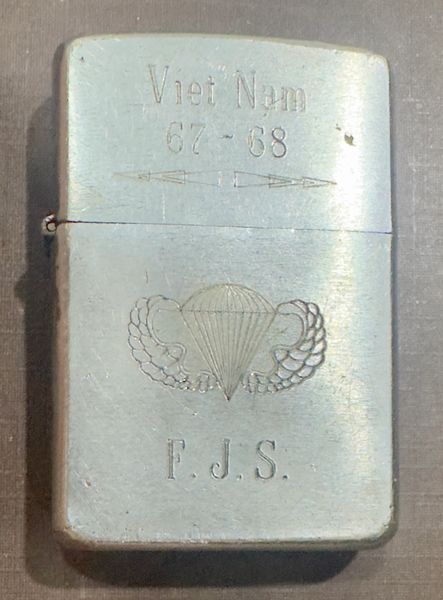 Viet Nam
67 - 68
F. J. S.